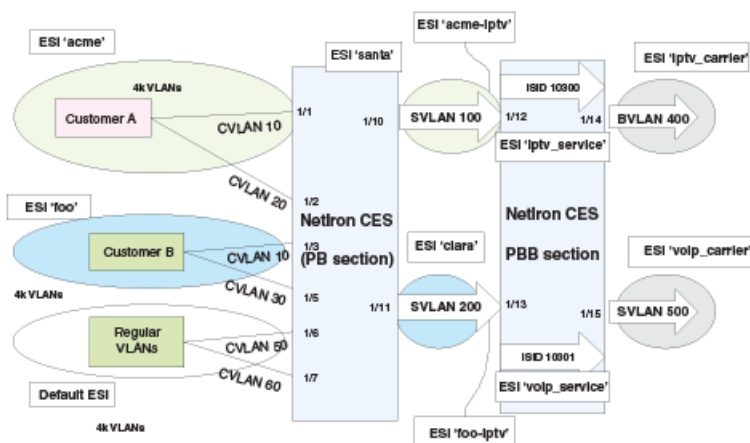 ESI 'acme'
4k VLANs
Customer A
CVLAN 10
CVLAN 20
ESI 'foo'
Customer B
CVLAN 10
4k VLANs
CVLAN 30
Regular
VLANs
CVLAN 50
CVLAN 60
Default ESI
4k VLANs
ESI 'santa'
1/1
1/10
1/2
NetIron CES
1/3
(PB section)
1/5
1/11
1/6
1/7
ESI 'acme-iptv'
SVLAN 100
ESI 'clara'
SVLAN 200
ESI 'foo-iptv'
ISID 10300
1/12
1/14
ESI 'iptv_service'
NetIron CES
PBB section
1/13
1/15
ISID 10301
ESI 'voip_service'
ESI 'iptv_carrier'
BVLAN 400
ESI 'voip_carrier'
SVLAN 500